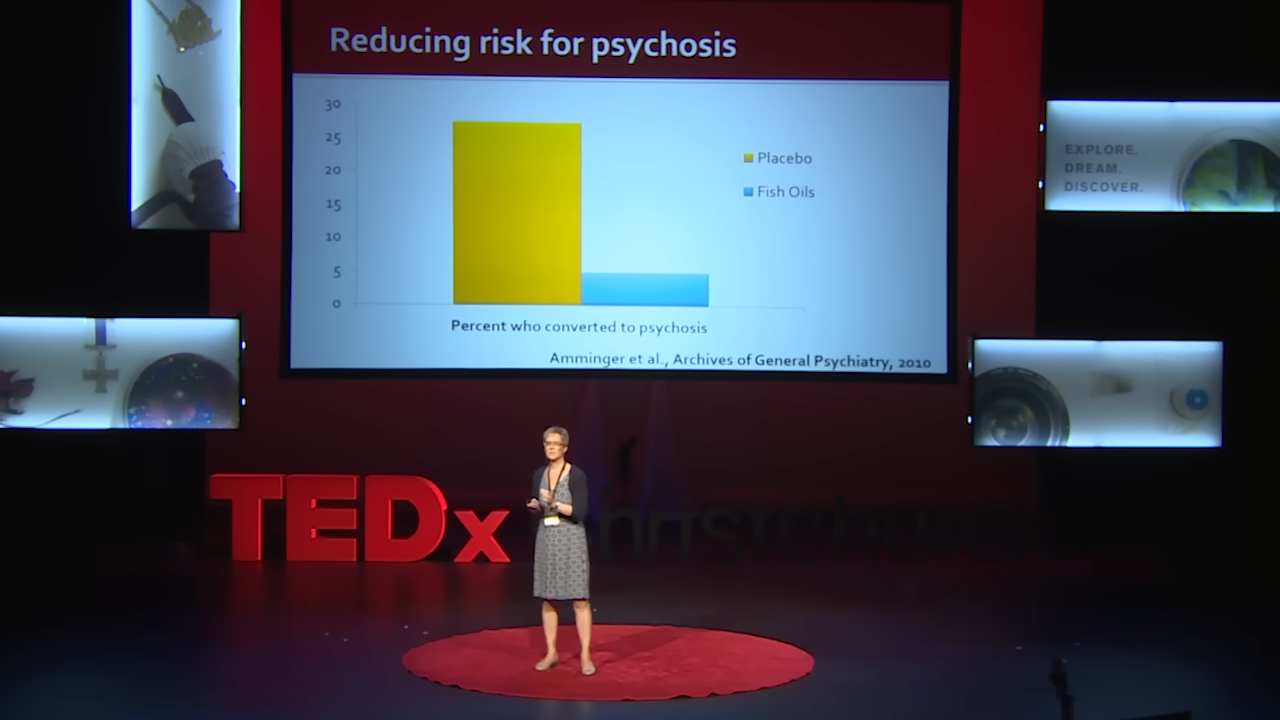 Reducing risk for psychosis
30
25
20
15
10
5
0
Placebo
Fish Oils
Percent who converted to psychosis
Amminger et al., Archives of General Psychiatry, 2010
EXPLORE.
DREAM.
DISCOVER.
TEDx